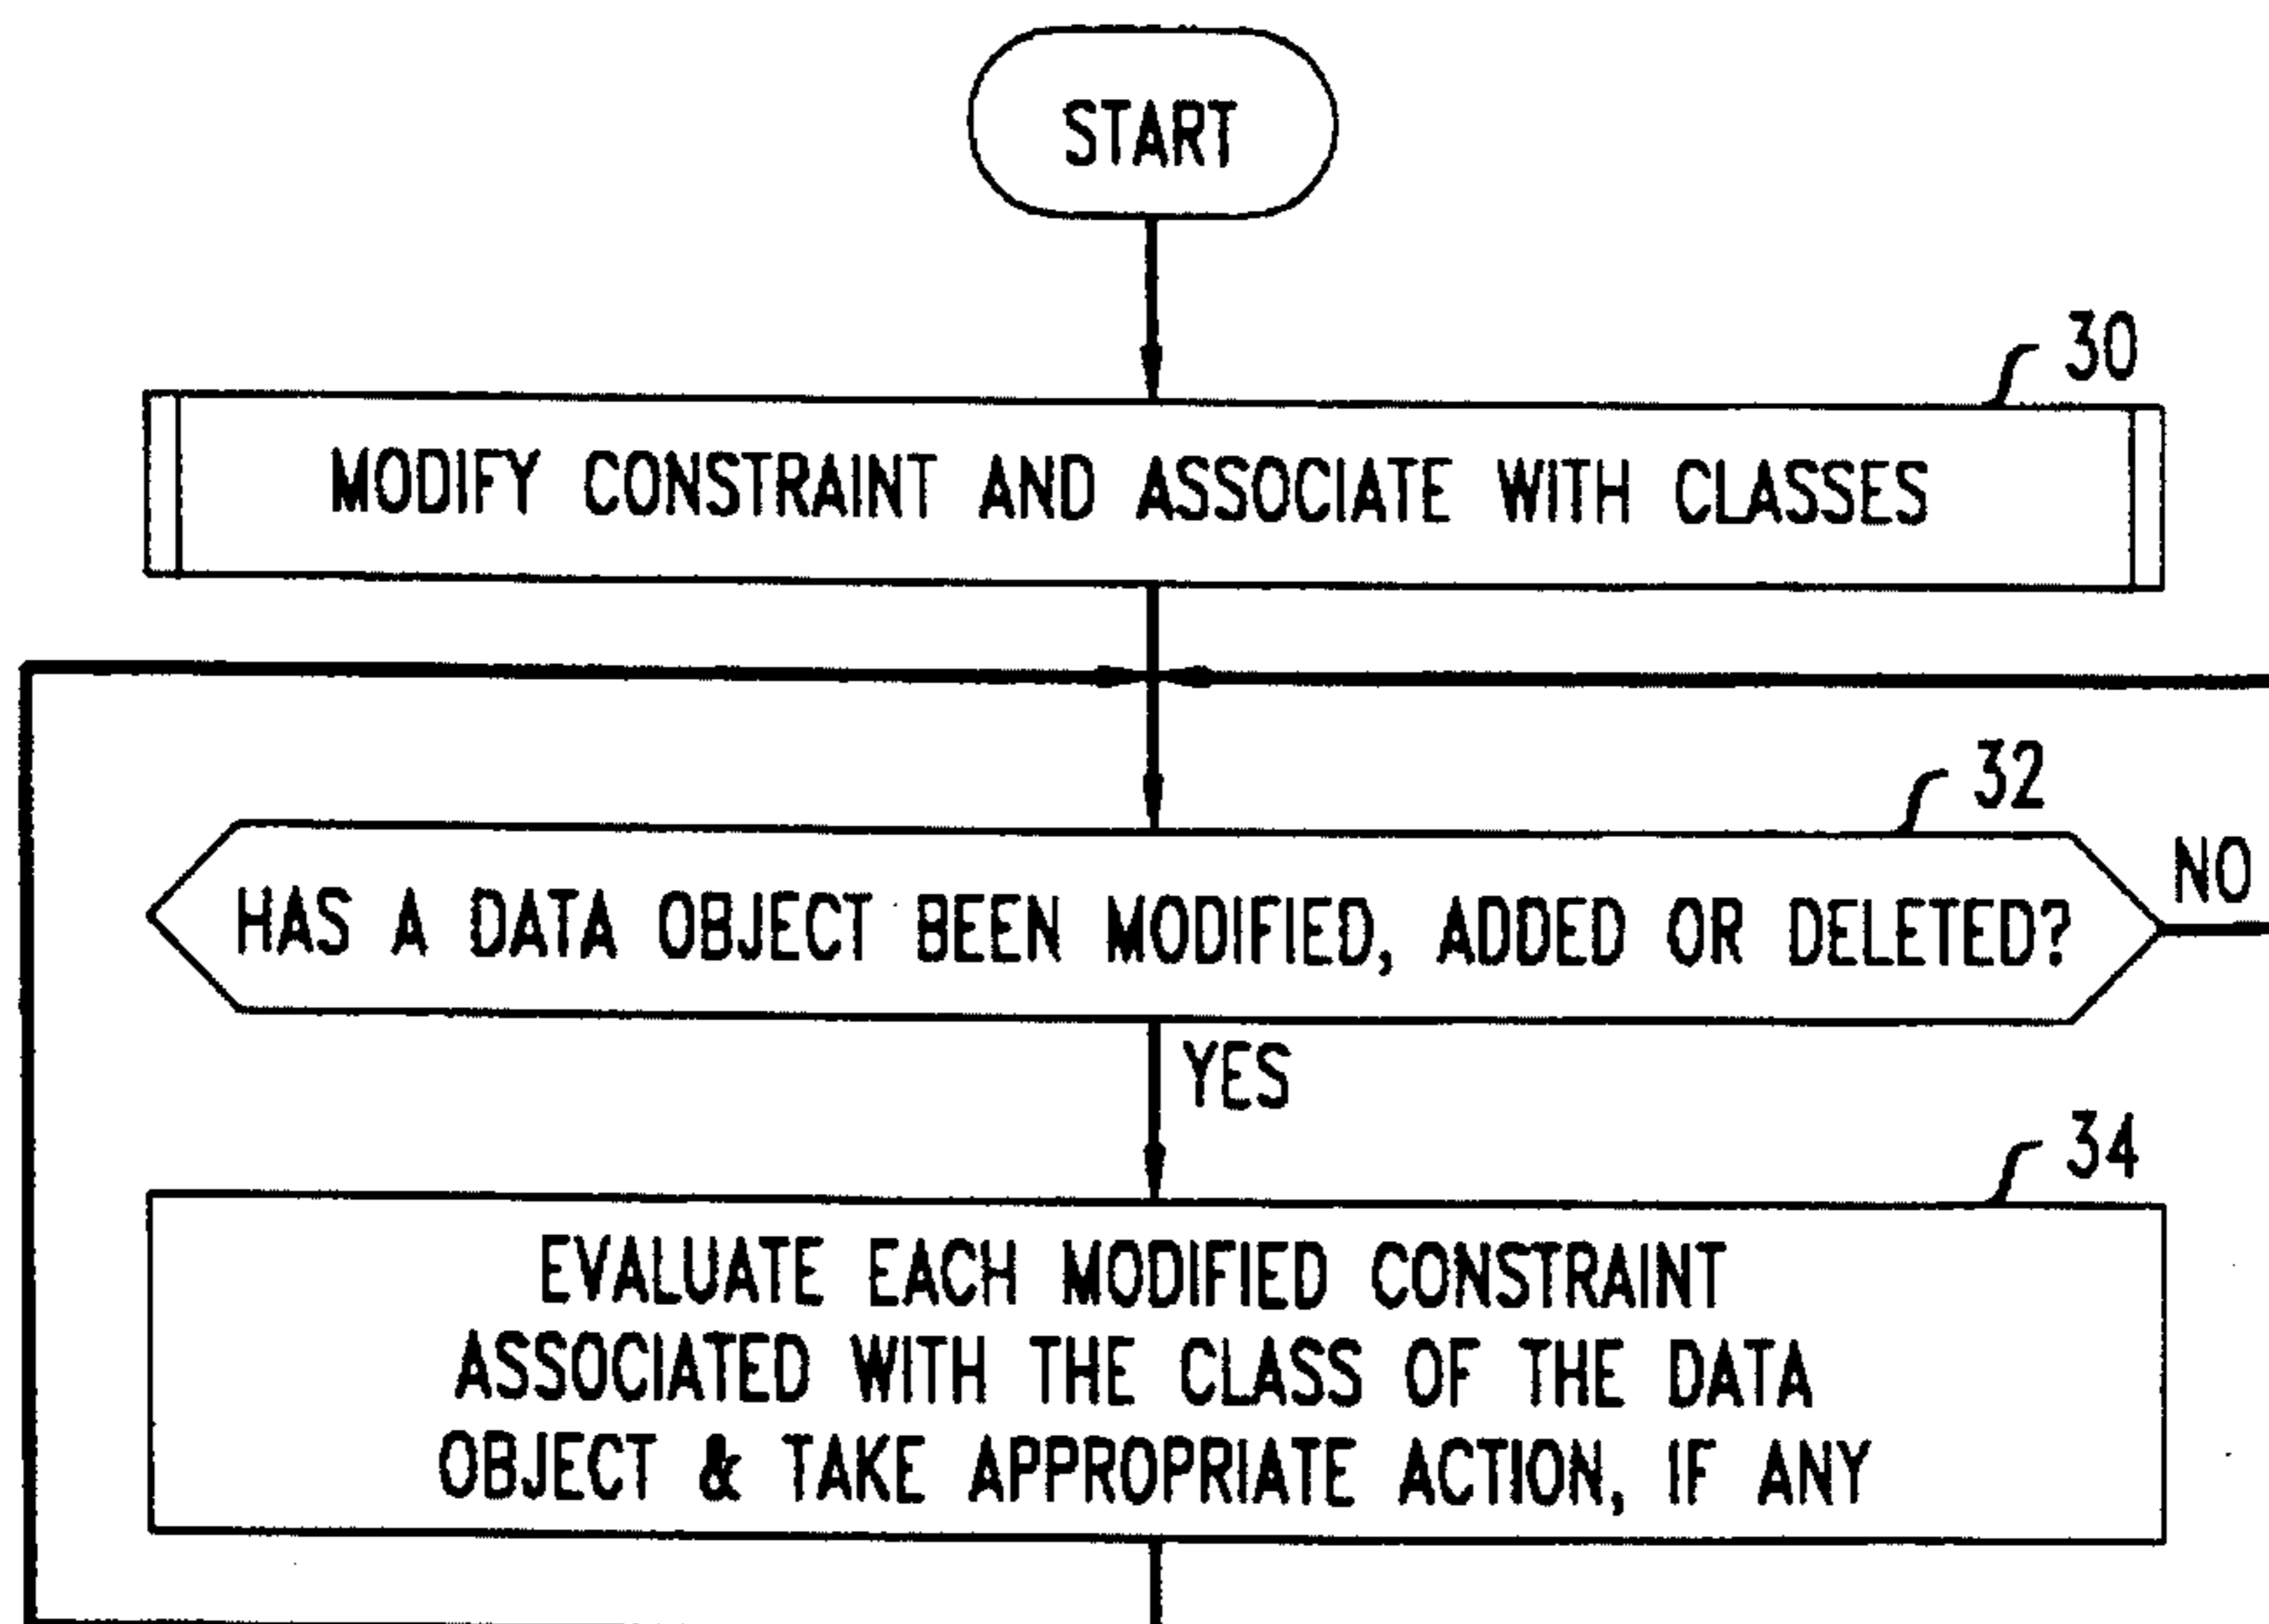 START
30
MODIFY CONSTRAINT AND ASSOCIATE WITH CLASSES
32
HAS A DATA OBJECT BEEN MODIFIED, ADDED OR DELETED?
NO
YES
34
EVALUATE EACH MODIFIED CONSTRAINT
ASSOCIATED WITH THE CLASS OF THE DATA
OBJECT & TAKE APPROPRIATE ACTION, IF ANY